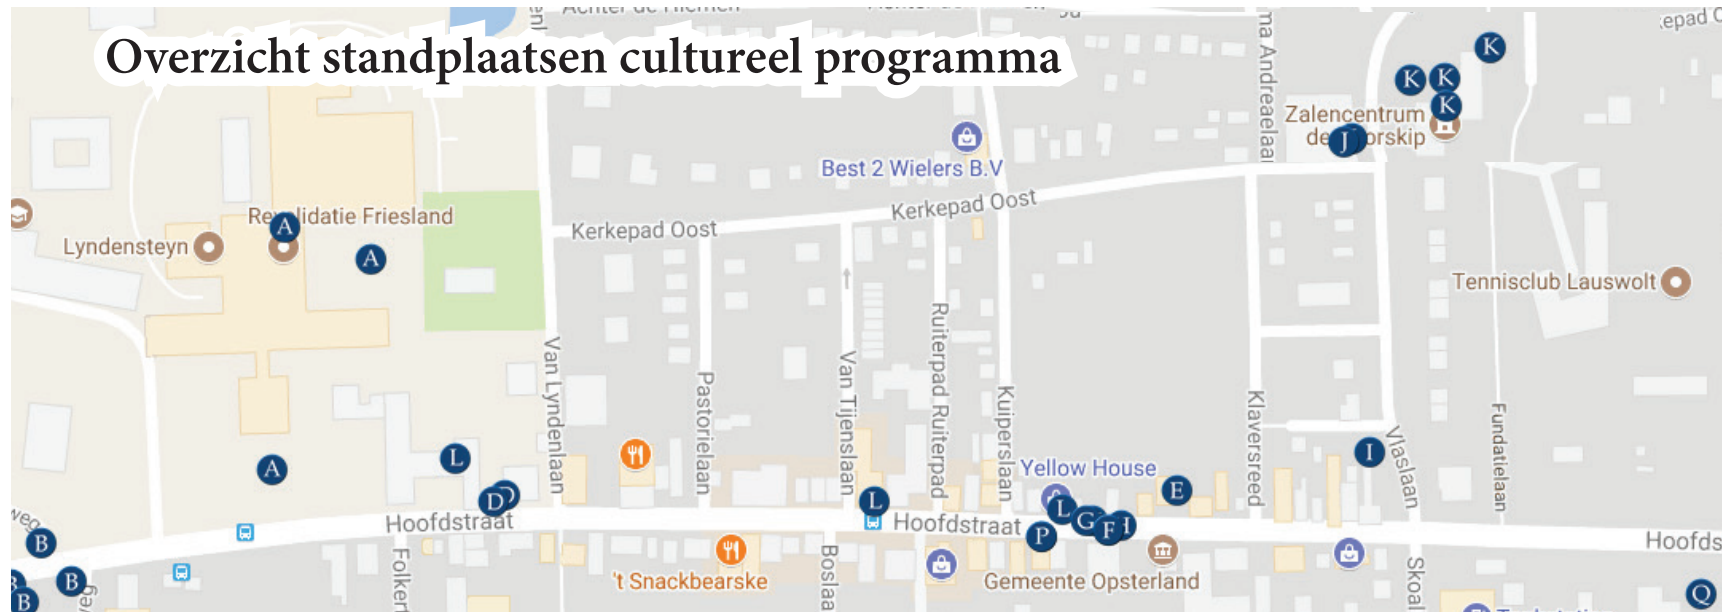 Overzicht standplaatsen cultureel programma
K
K
K
K
Zalencentrum
J
Best 2 Wielers B.V
Kerkepad Oost
Kerkepad Oost
A
Friesland
Lyndensteyn
A
Tennisclub Lauswolt
Van Lyndenlaan
Pastorielaan
Van Tijenslaan
Ruiterpad
Ruiterpad
Kuiperslaan
Klaversreed
Vlaslaan
Fundatielaan
A
L
D
D
L
Yellow House
L
G
F
H
P
E
I
Hoofdstraat
Hoofdstraat
B
B
B
B
't Snackbearske
Gemeente Opsterland
Q